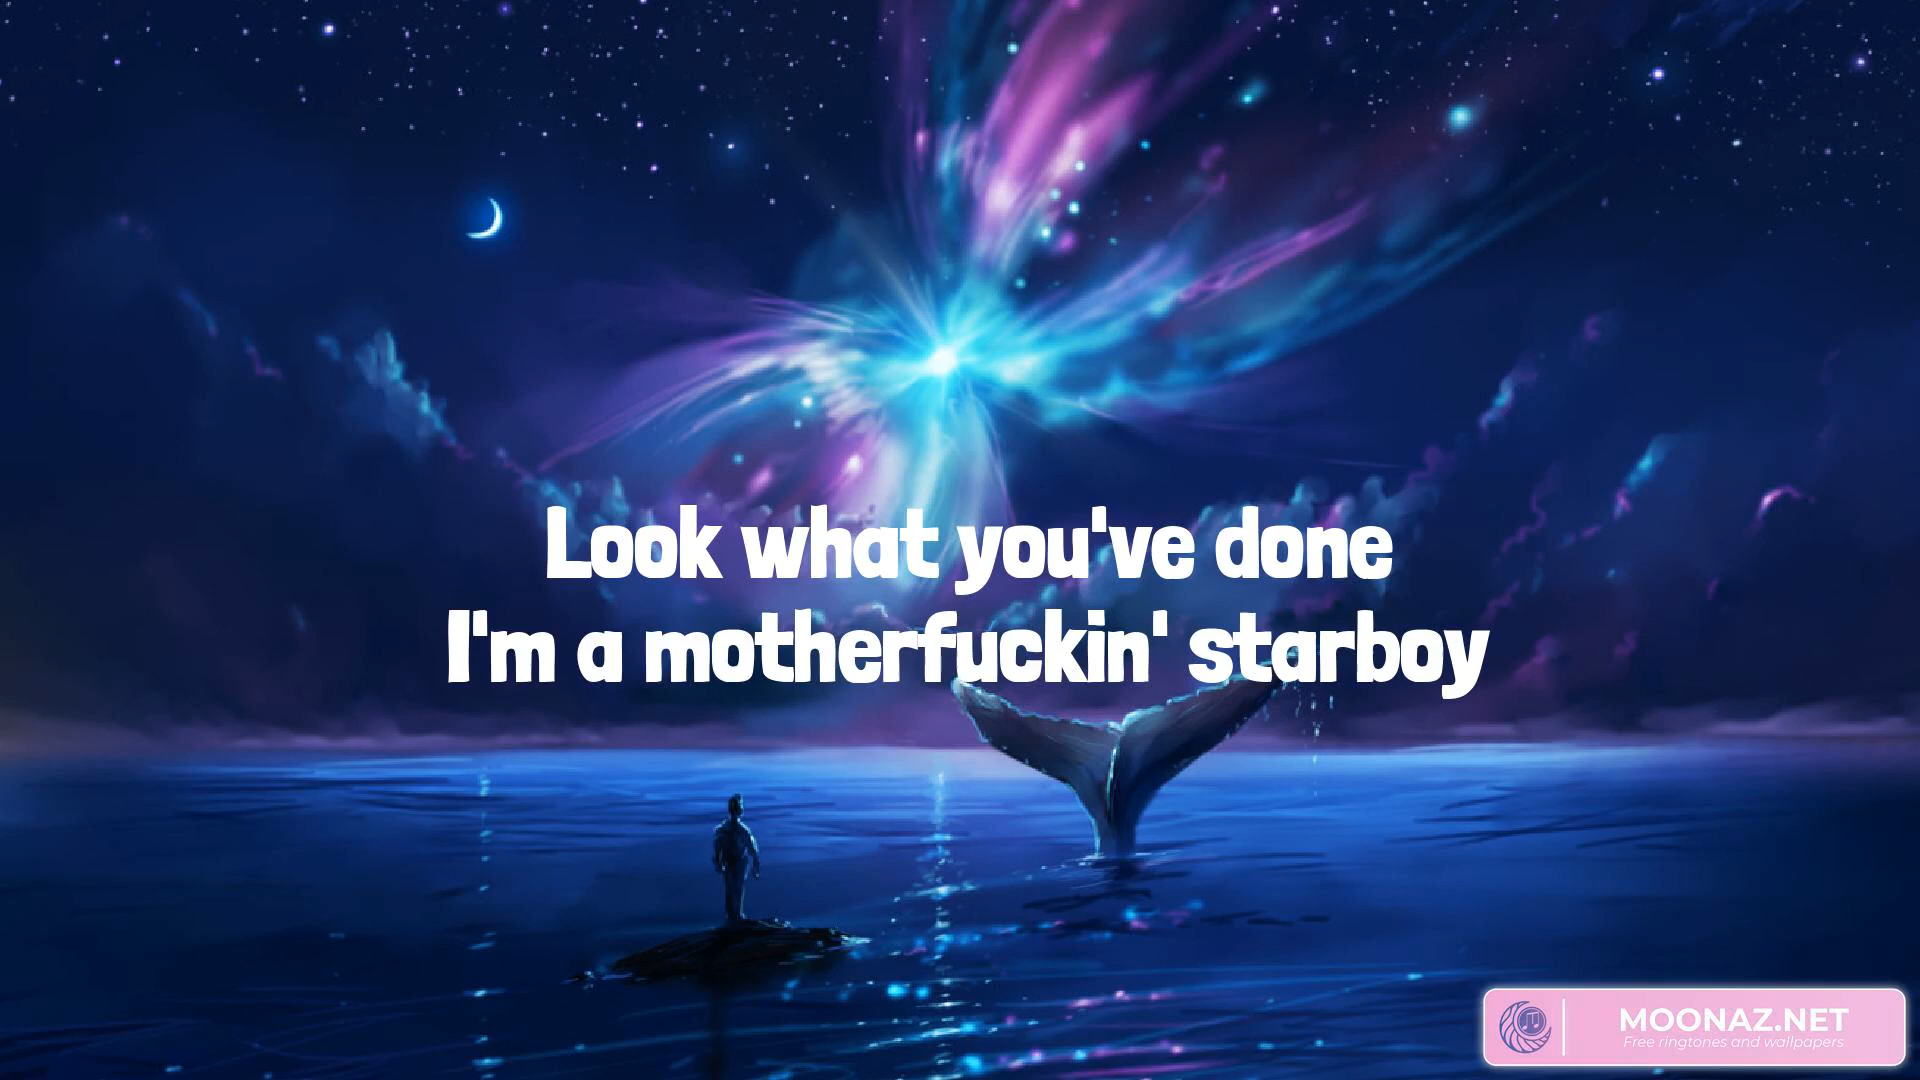 Look what you've done
I'm a motherfuckin' starboy
MOONAZ.NET
Free ringtones and wallpapers